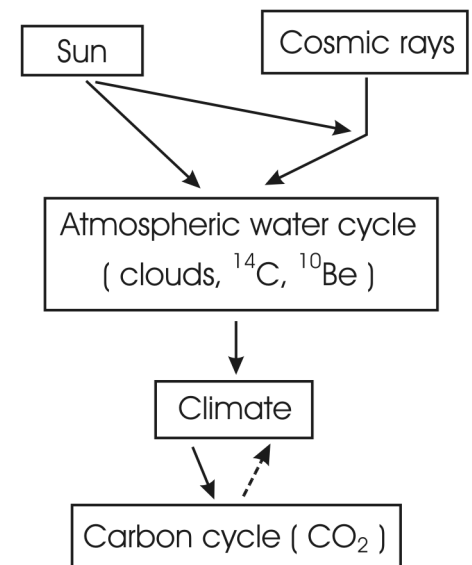 Sun
Cosmic rays
Atmospheric water cycle
( clouds, ¹⁴C, ¹⁰Be )
Climate
Carbon cycle ( CO₂ )